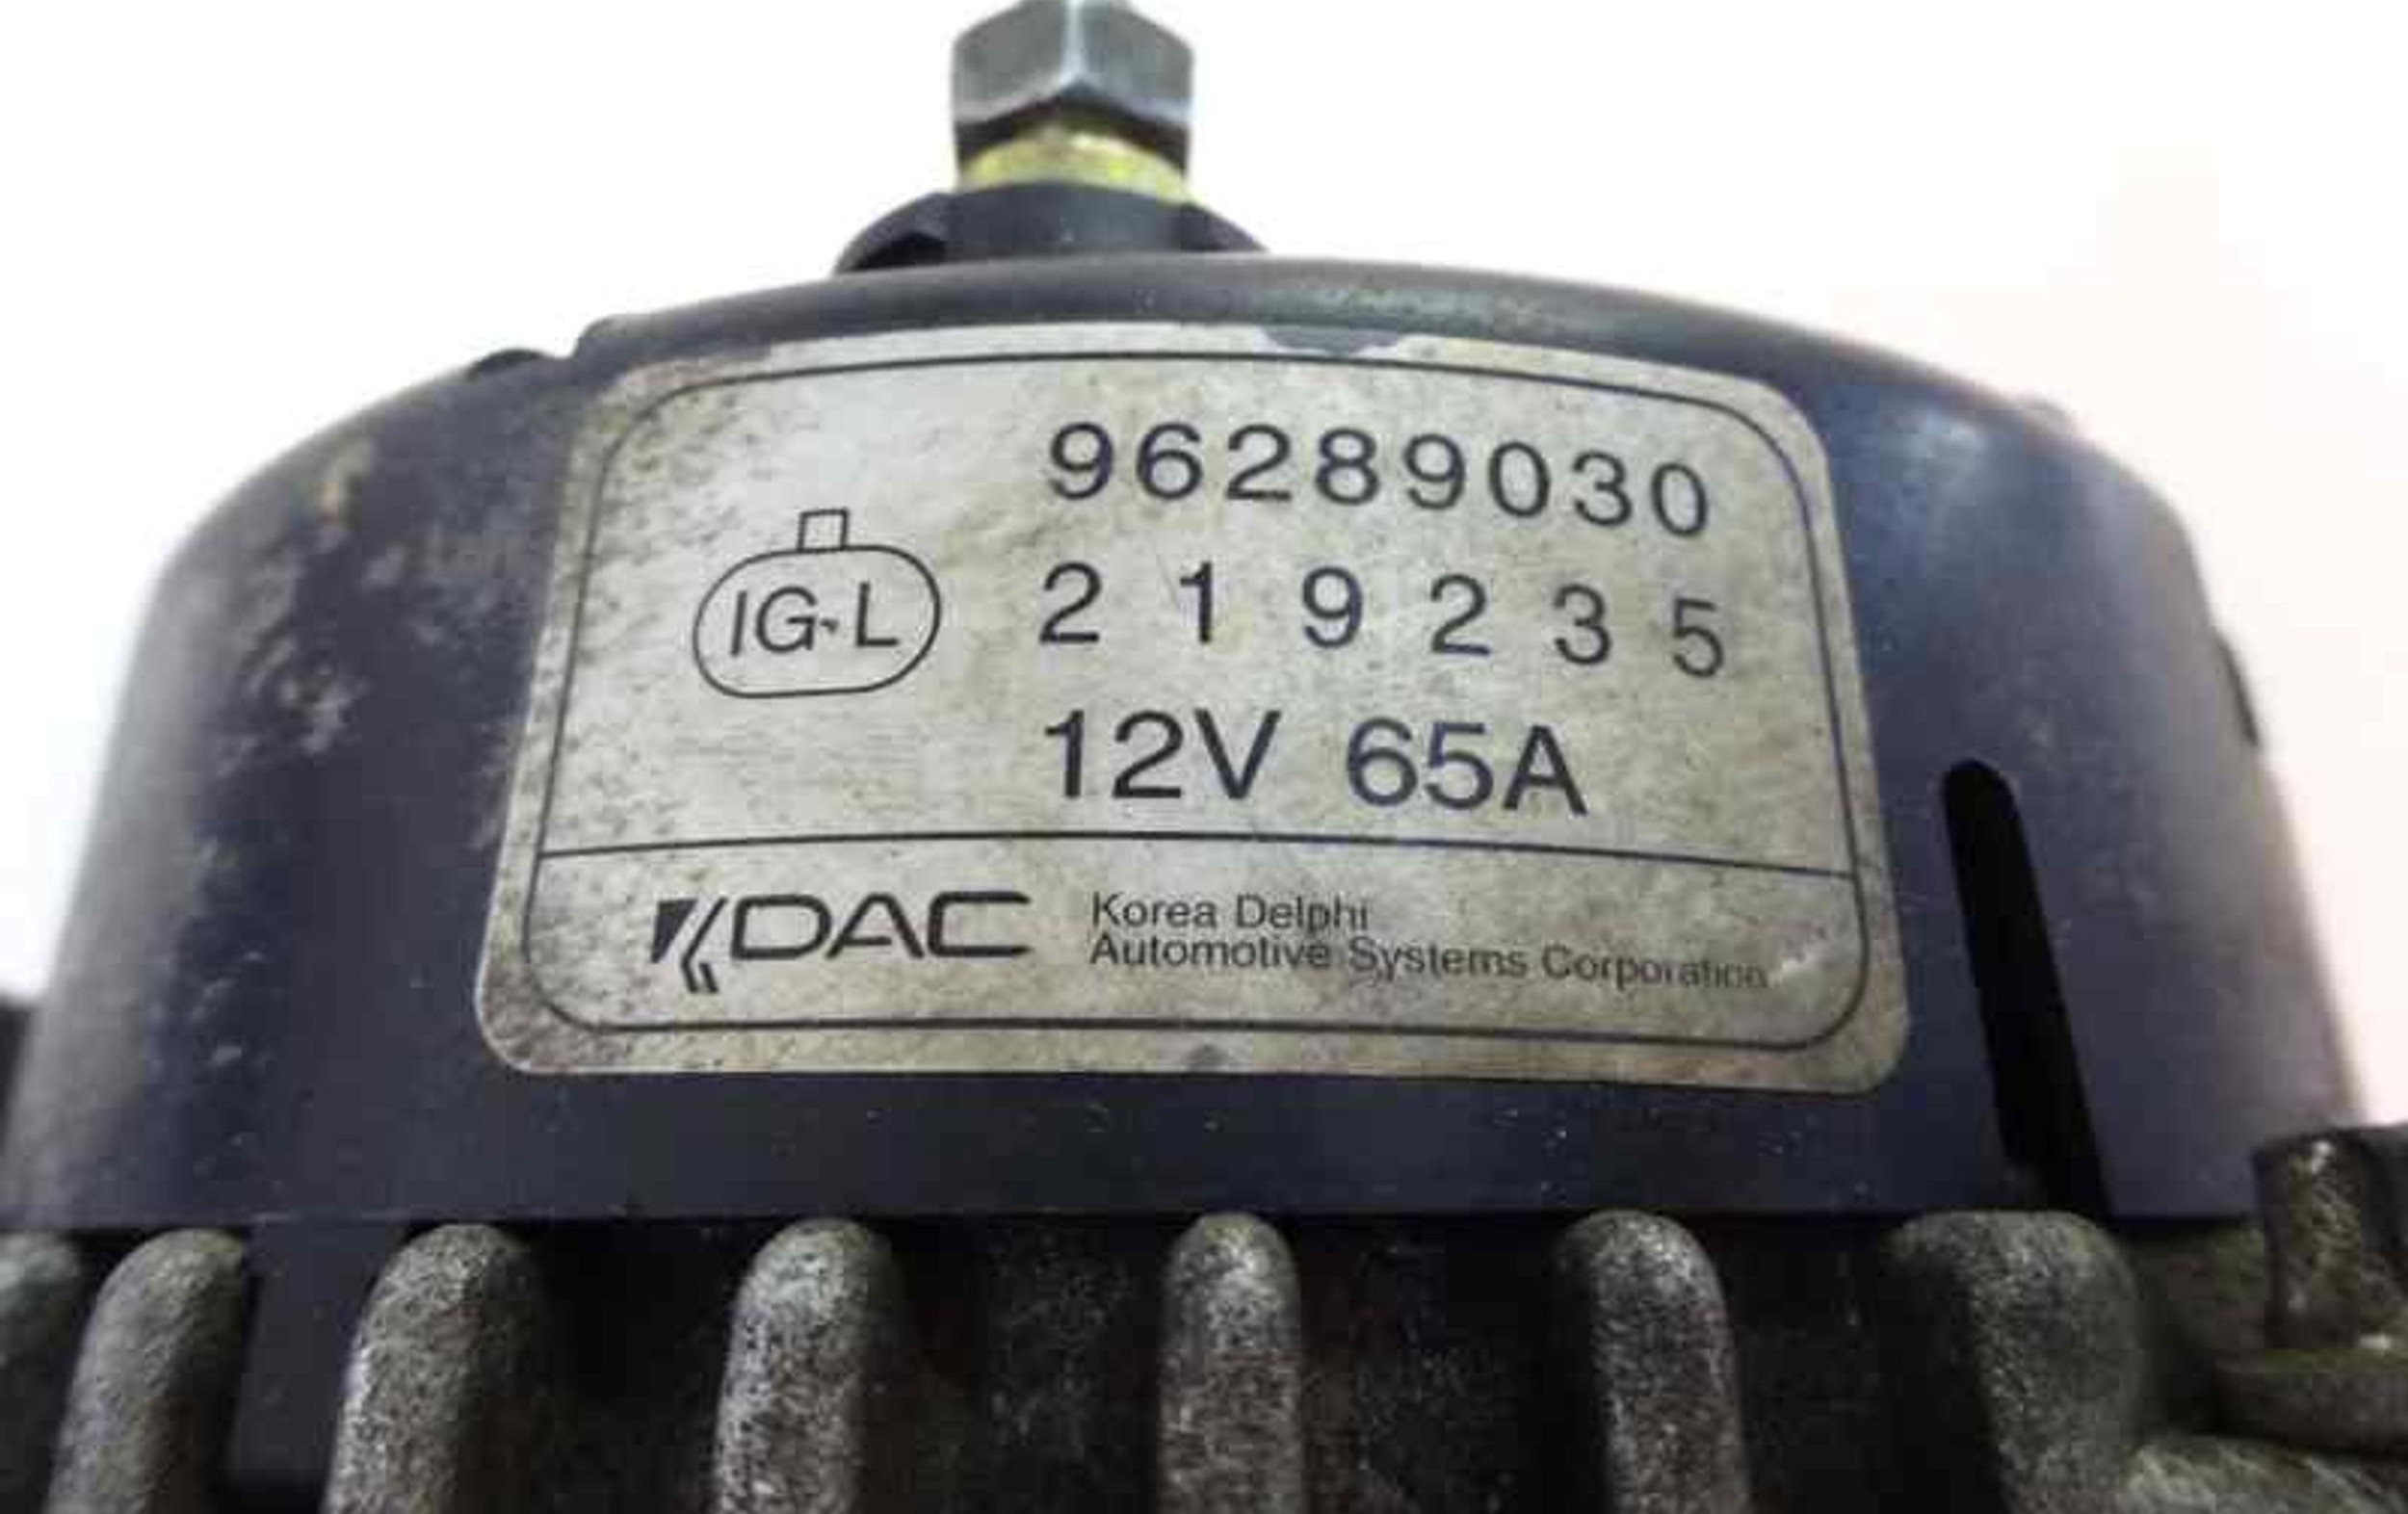 96289030
IG-L
2 1 9 2 3 5
12V 65A
KDAC
Korea Delphi
Automotive Systems Corporation